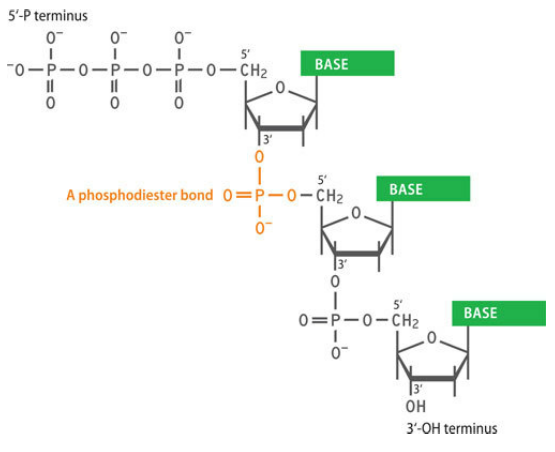 5′-P terminus
O⁻ O⁻ O⁻
⁻O–P–O–P–O–P–O–CH₂ 5′ BASE
O O O
O
3′
O
A phosphodiester bond O=P–O–CH₂ 5′ BASE
O⁻
O
3′
O
O=P–O–CH₂ 5′ BASE
O⁻
O
3′
OH
3′-OH terminus